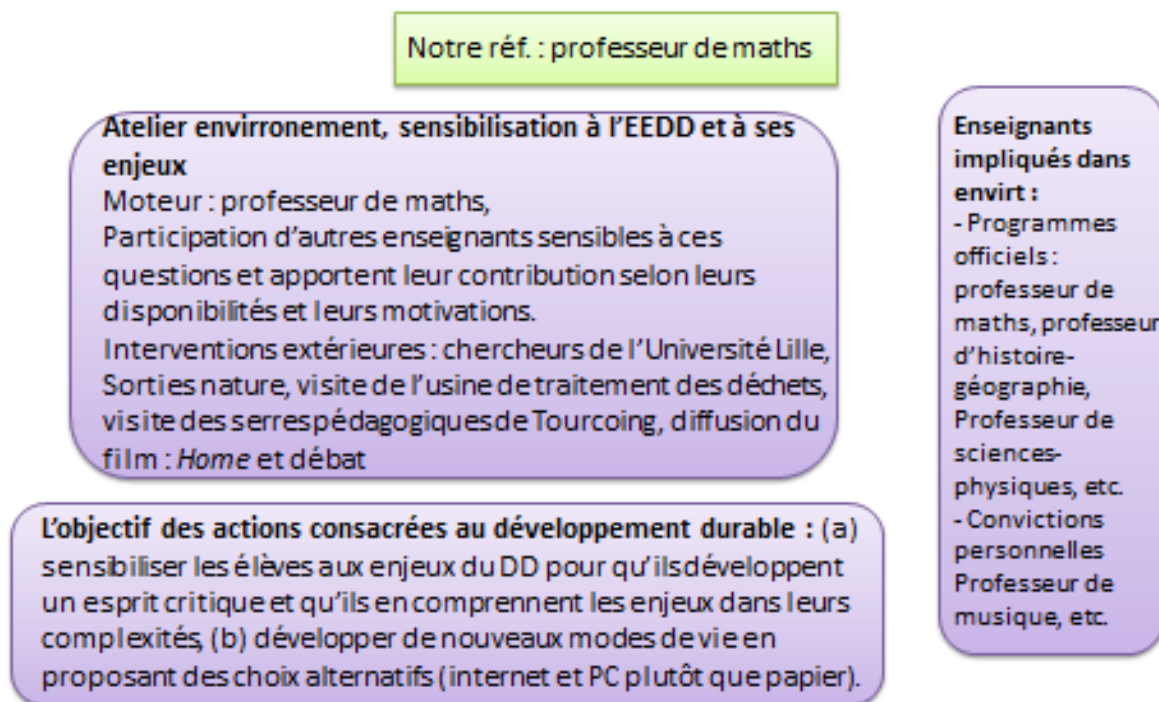 Notre réf. : professeur de maths
Atelier envirronement, sensibilisation à l'EEDD et à ses
enjeux
Moteur : professeur de maths,
Participation d'autres enseignants sensibles à ces
questions et apportent leur contribution selon leurs
disponibilités et leurs motivations.
Interventions extérieures : chercheurs de l'Université Lille,
Sorties nature, visite de l'usine de traitement des déchets,
visite des serres pédagogiques de Tourcoing, diffusion du
film : Home et débat
L'objectif des actions consacrées au développement durable : (a)
sensibiliser les élèves aux enjeux du DD pour qu'ils développent
un esprit critique et qu'ils en comprennent les enjeux dans leurs
complexités, (b) développer de nouveaux modes de vie en
proposant des choix alternatifs (internet et PC plutôt que papier).
Enseignants
impliqués dans
envirt :
- Programmes
officiels :
professeur de
maths, professeur
d'histoire-
géographie,
Professeur de
sciences-
physiques, etc.
- Convictions
personnelles
Professeur de
musique, etc.